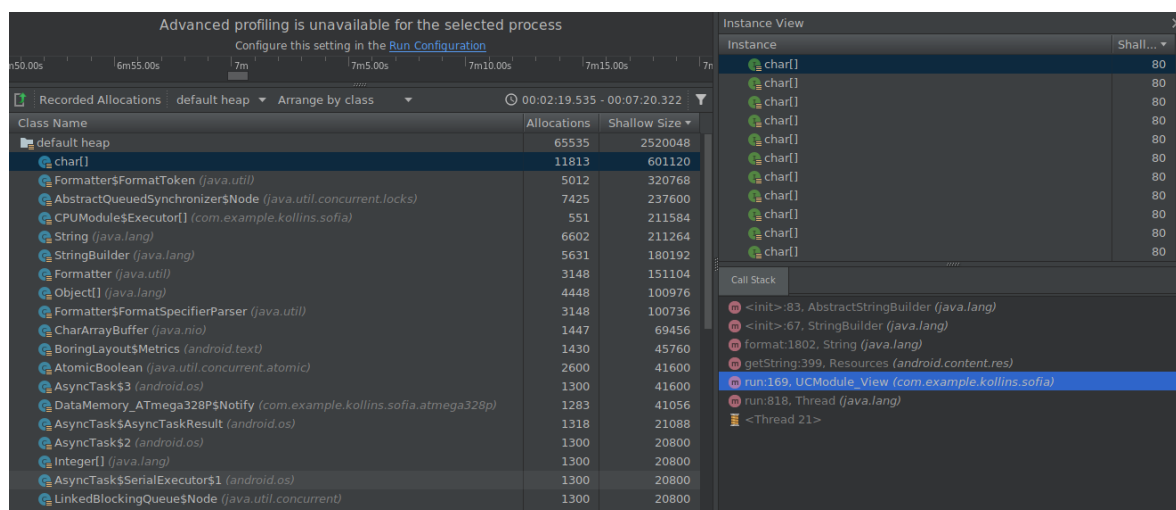 Advanced profiling is unavailable for the selected process
Configure this setting in the Run Configuration
m50.00s 6m55.00s 7m 7m5.00s 7m10.00s 7m15.00s 7n
Recorded Allocations default heap Arrange by class 00:02:19.535 - 00:07:20.322
Class Name Allocations Shallow Size
default heap 65535 2520048
char[] 11813 601120
Formatter$FormatToken (java.util) 5012 320768
AbstractQueuedSynchronizer$Node (java.util.concurrent.locks) 7425 237600
CPUModule$Executor[] (com.example.kollins.sofia) 551 211584
String (java.lang) 6602 211264
StringBuilder (java.lang) 5631 180192
Formatter (java.util) 3148 151104
Object[] (java.lang) 4448 100976
Formatter$FormatSpecifierParser (java.util) 3148 100736
CharArrayBuffer (java.nio) 1447 69456
BoringLayout$Metrics (android.text) 1430 45760
AtomicBoolean (java.util.concurrent.atomic) 2600 41600
AsyncTask$3 (android.os) 1300 41600
DataMemory_ATmega328P$Notify (com.example.kollins.sofia.atmega328p) 1283 41056
AsyncTask$AsyncTaskResult (android.os) 1318 21088
AsyncTask$2 (android.os) 1300 20800
Integer[] (java.lang) 1300 20800
AsyncTask$SerialExecutor$1 (android.os) 1300 20800
LinkedBlockingQueue$Node (java.util.concurrent) 1300 20800
Instance View
Instance Shall...
char[] 80
char[] 80
char[] 80
char[] 80
char[] 80
char[] 80
char[] 80
char[] 80
char[] 80
char[] 80
char[] 80
Call Stack
<init>:83, AbstractStringBuilder (java.lang)
<init>:67, StringBuilder (java.lang)
format:1802, String (java.lang)
getString:399, Resources (android.content.res)
run:169, UCModule_View (com.example.kollins.sofia)
run:818, Thread (java.lang)
<Thread 21>